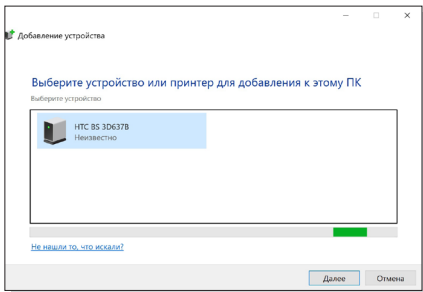 Добавление устройства
Выберите устройство или принтер для добавления к этому ПК
Выберите устройство
HTC BS 3D637B
Неизвестно
Не нашли то, что искали?
Далее
Отмена